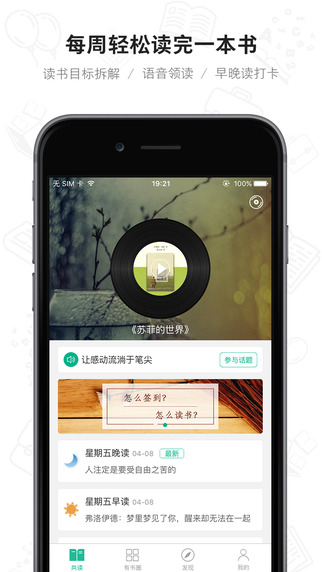 每周轻松读完一本书
读书目标拆解 / 语音领读 / 早晚读打卡
无 SIM 卡 19:21 100%
《苏菲的世界》
让感动流淌于笔尖 参与话题
怎么签到?
怎么读书?
星期五晚读 04-08 最新
人注定是要受自由之苦的
星期五早读 04-08
弗洛伊德：梦里梦见了你，醒来却无法在一起
共读 有书圈 发现 我的